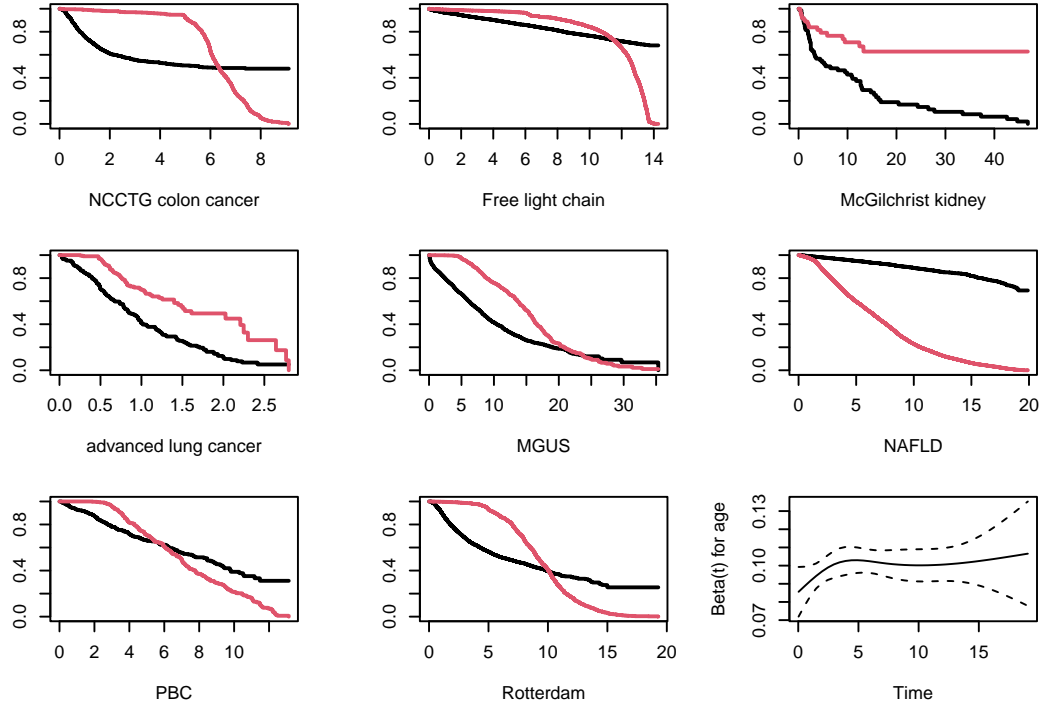 0.0 0.4 0.8
0 2 4 6 8
NCCTG colon cancer
0.0 0.4 0.8
0 2 4 6 8 10 12 14
Free light chain
0.0 0.4 0.8
0 10 20 30 40
McGilchrist kidney
0.0 0.4 0.8
0.0 0.5 1.0 1.5 2.0 2.5
advanced lung cancer
0.0 0.4 0.8
0 5 10 20 30
MGUS
0.0 0.4 0.8
0 5 10 15 20
NAFLD
0.0 0.4 0.8
0 2 4 6 8 10
PBC
0.0 0.4 0.8
0 5 10 15 20
Rotterdam
Beta(t) for age
0.07 0.10 0.13
0 5 10 15
Time